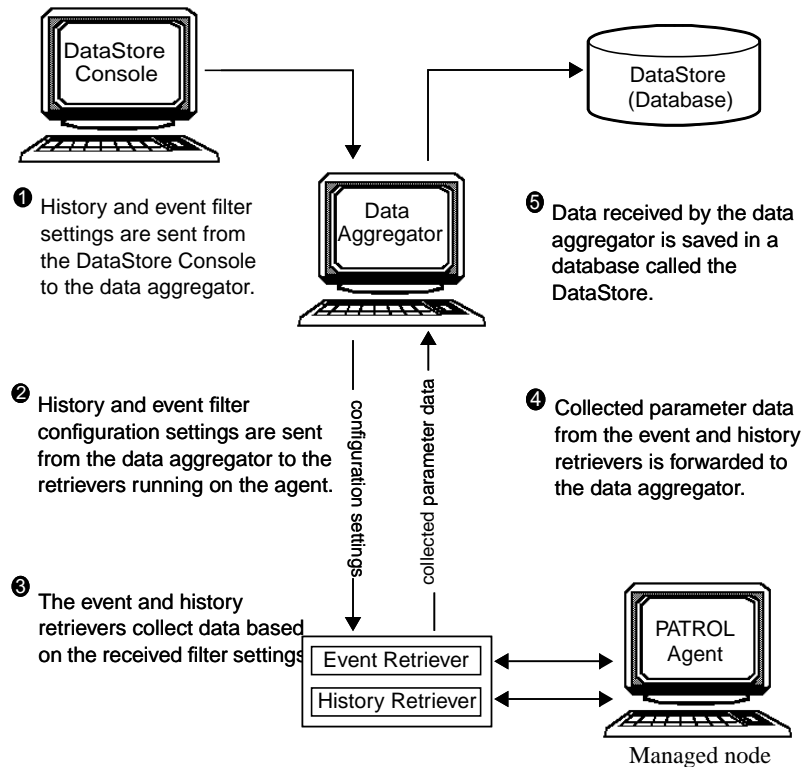 DataStore
Console
DataStore
(Database)
Data
Aggregator
❶ History and event filter
settings are sent from
the DataStore Console
to the data aggregator.
❺ Data received by the data
aggregator is saved in a
database called the
DataStore.
❷ History and event filter
configuration settings are sent
from the data aggregator to the
retrievers running on the agent.
configuration settings
collected parameter data
❹ Collected parameter data
from the event and history
retrievers is forwarded to
the data aggregator.
❸ The event and history
retrievers collect data based
on the received filter settings
Event Retriever
History Retriever
PATROL
Agent
Managed node